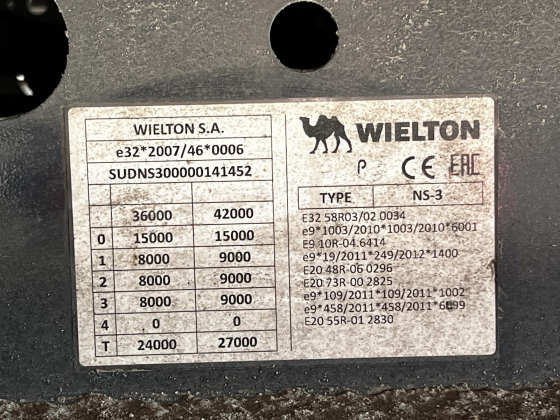 WIELTON S.A.
e32*2007/46*0006
SUDNS300000141452
36000 42000
0 15000 15000
1 8000 9000
2 8000 9000
3 8000 9000
4 0 0
T 24000 27000
WIELTON
P CE EAC
TYPE NS-3
E32 58R03/02 0034
e9*1003/2010*1003/2010*6001
E9 10R-04.6414
e9*19/2011*249/2012*1400
E20 48R-06 0296
E20 73R-00 2825
e9*109/2011*109/2011*1002
e9*458/2011*458/2011*6099
E20 55R-01 2830